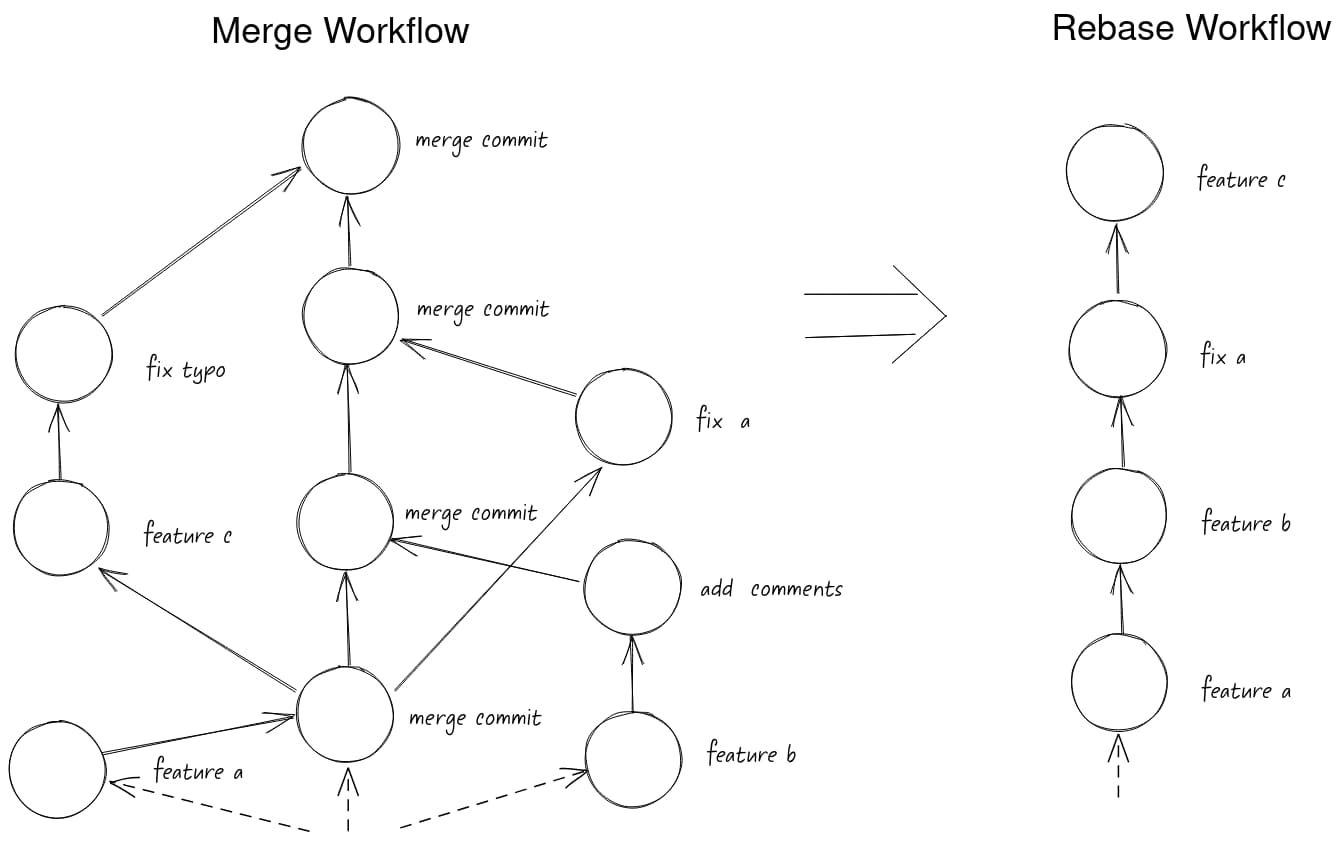 Merge Workflow
merge commit
merge commit
fix typo
fix a
merge commit
feature c
add comments
merge commit
feature b
feature a
Rebase Workflow
feature c
fix a
feature b
feature a